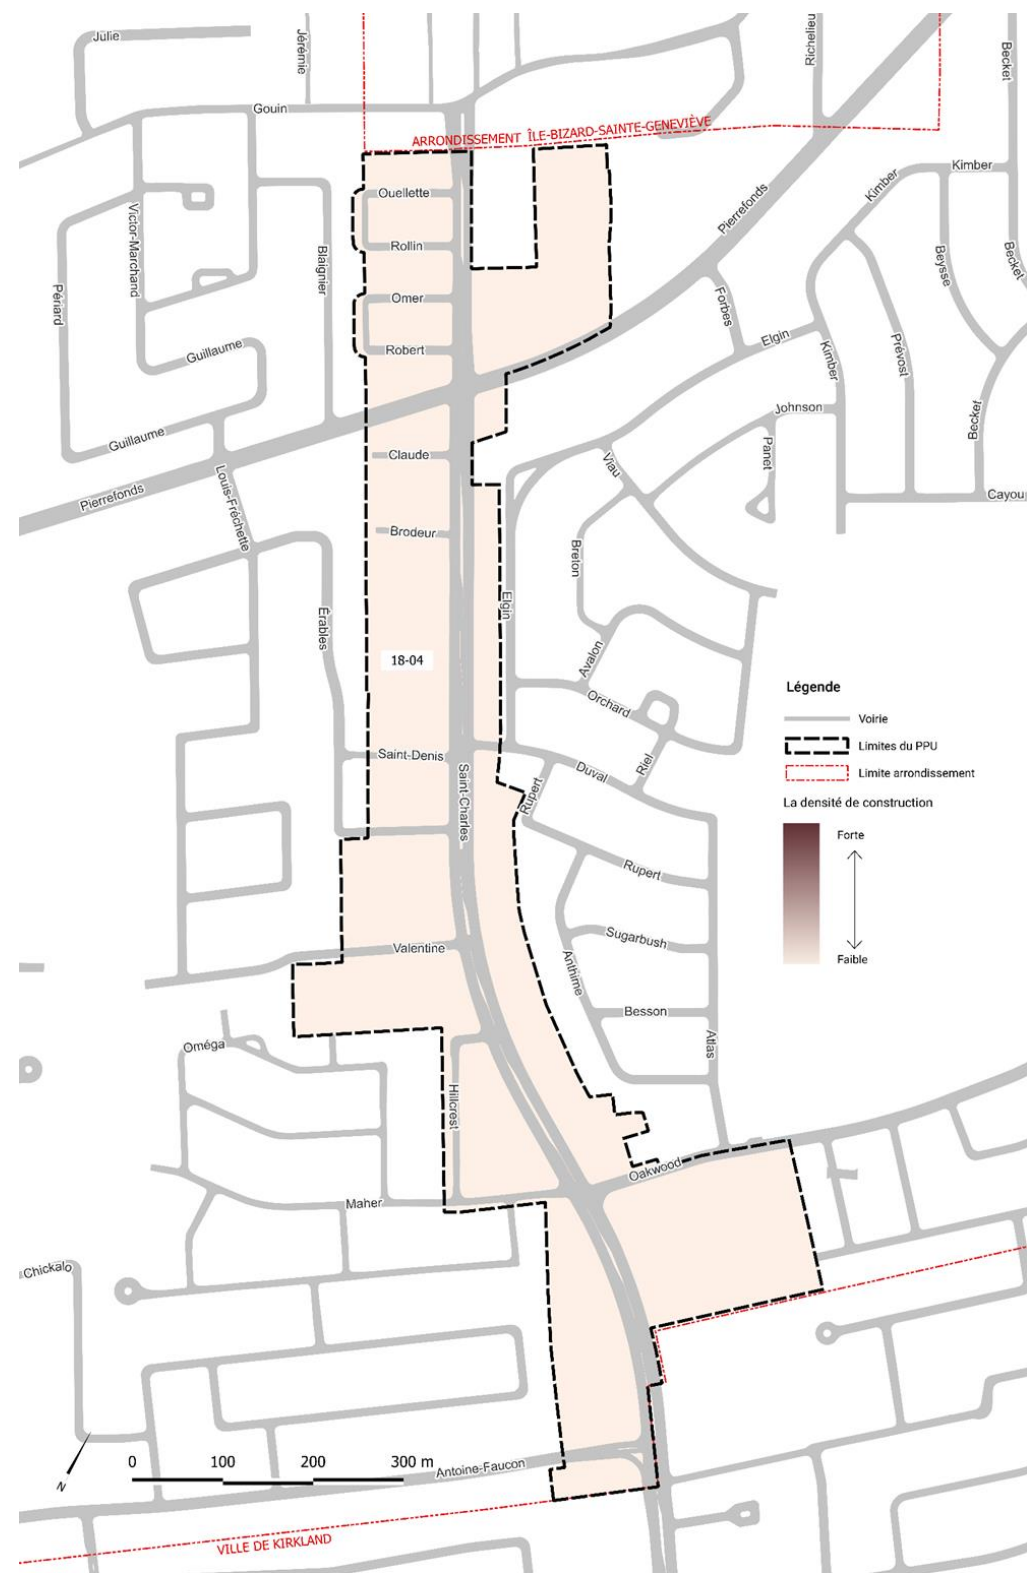 Julie
Jérémie
Richelieu
Becket
Gouin
ARRONDISSEMENT ÎLE-BIZARD-SAINTE-GENEVIÈVE
Kimber
Kimber
Ouellette
Pierrefonds
Victor-Marchand
Rollin
Blaignier
Beysse
Becket
Périard
Omer
Forbes
Guillaume
Robert
Elgin
Kimber
Prévost
Johnson
Becket
Guillaume
Claude
Viau
Panet
Pierrefonds
Louis-Fréchette
Cayou
Brodeur
Breton
Érables
Elgin
18-04
Avalon
Légende
Orchard
Voirie
Saint-Denis
Riel
Limites du PPU
Duval
Limite arrondissement
Saint-Charles
Rupert
La densité de construction
Forte
Rupert
Valentine
Sugarbush
Faible
Anthime
Besson
Oméga
Atlas
Hillcrest
Oakwood
Maher
Chickalo
N
0 100 200 300 m
Antoine-Faucon
VILLE DE KIRKLAND